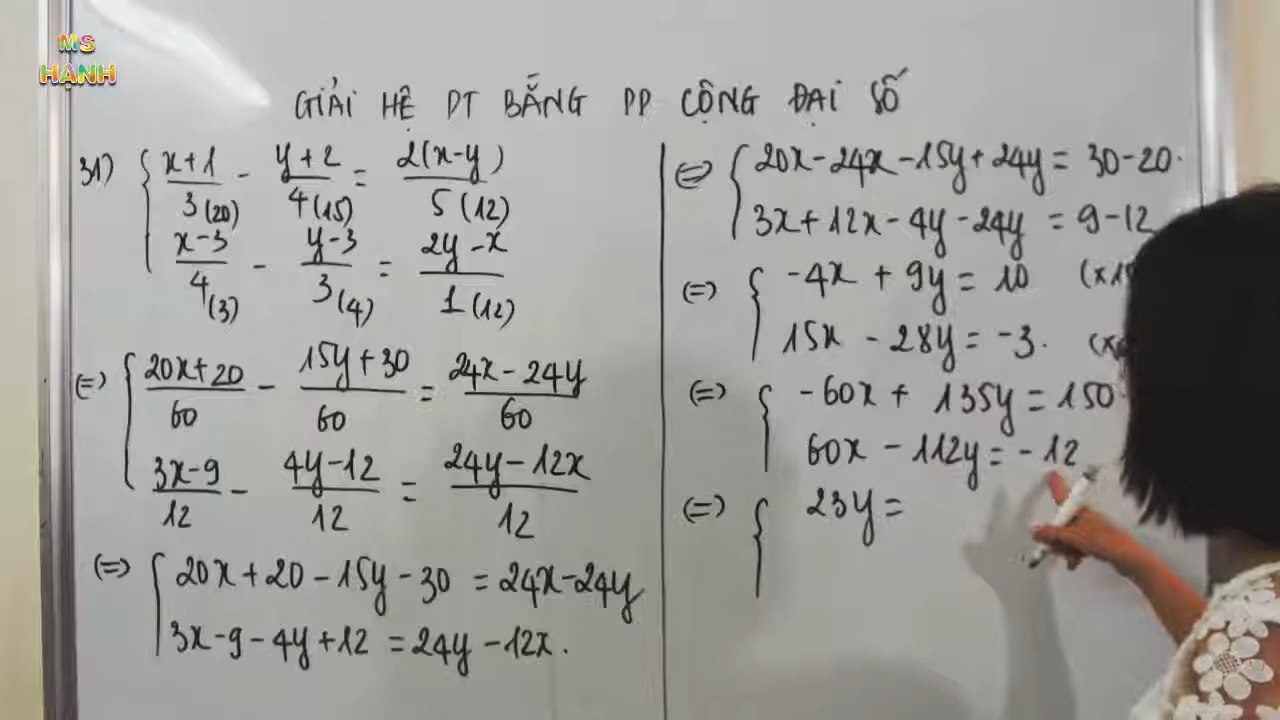 MS
HẠNH
GIẢI HỆ PT BẰNG PP CỘNG ĐẠI SỐ
31) { x+1/3(20) - y+2/4(15) = 2(x-y)/5(12)
x-3/4(3) - y-3/3(4) = 2y-x/1(12)
(=) { 20x+20/60 - 15y+30/60 = 24x-24y/60
3x-9/12 - 4y-12/12 = 24y-12x/12
(=) { 20x+20-15y-30 = 24x-24y
3x-9-4y+12 = 24y-12x.
(=) { 20x-24x-15y+24y = 30-20.
3x+12x-4y-24y = 9-12
(=) { -4x + 9y = 10
15x - 28y = -3.
(=) { -60x + 135y = 150
60x - 112y = -12
(=) { 23y =